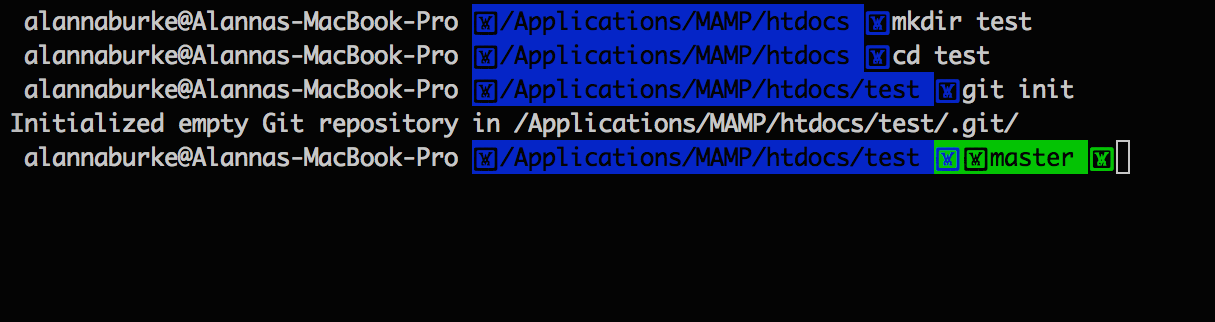 alannaburke@Alannas-MacBook-Pro /Applications/MAMP/htdocs mkdir test
alannaburke@Alannas-MacBook-Pro /Applications/MAMP/htdocs cd test
alannaburke@Alannas-MacBook-Pro /Applications/MAMP/htdocs/test git init
Initialized empty Git repository in /Applications/MAMP/htdocs/test/.git/
alannaburke@Alannas-MacBook-Pro /Applications/MAMP/htdocs/test master